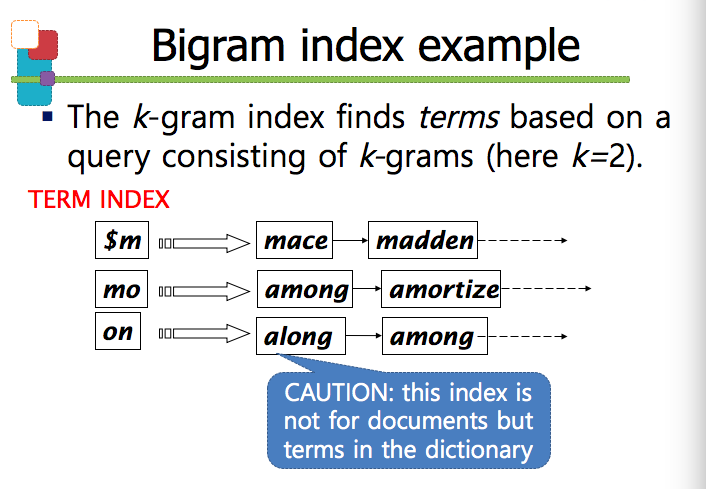 Bigram index example
▪ The k-gram index finds terms based on a
query consisting of k-grams (here k=2).
TERM INDEX
$m mace madden
mo among amortize
on along among
CAUTION: this index is
not for documents but
terms in the dictionary